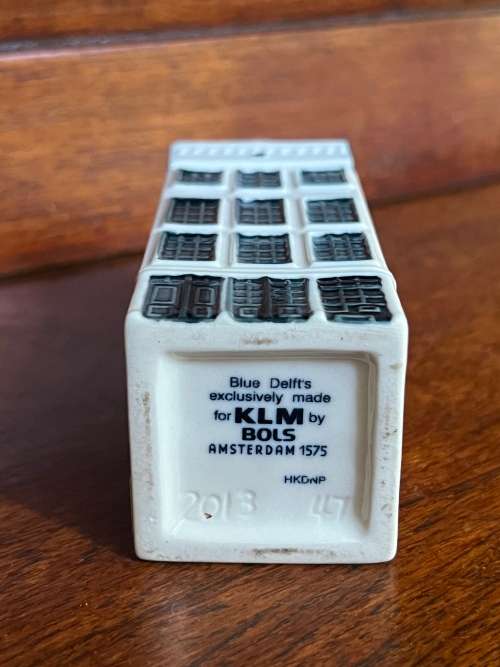 Blue Delft's
exclusively made
for KLM by
BOLS
AMSTERDAM 1575
HKDNP
2013 47